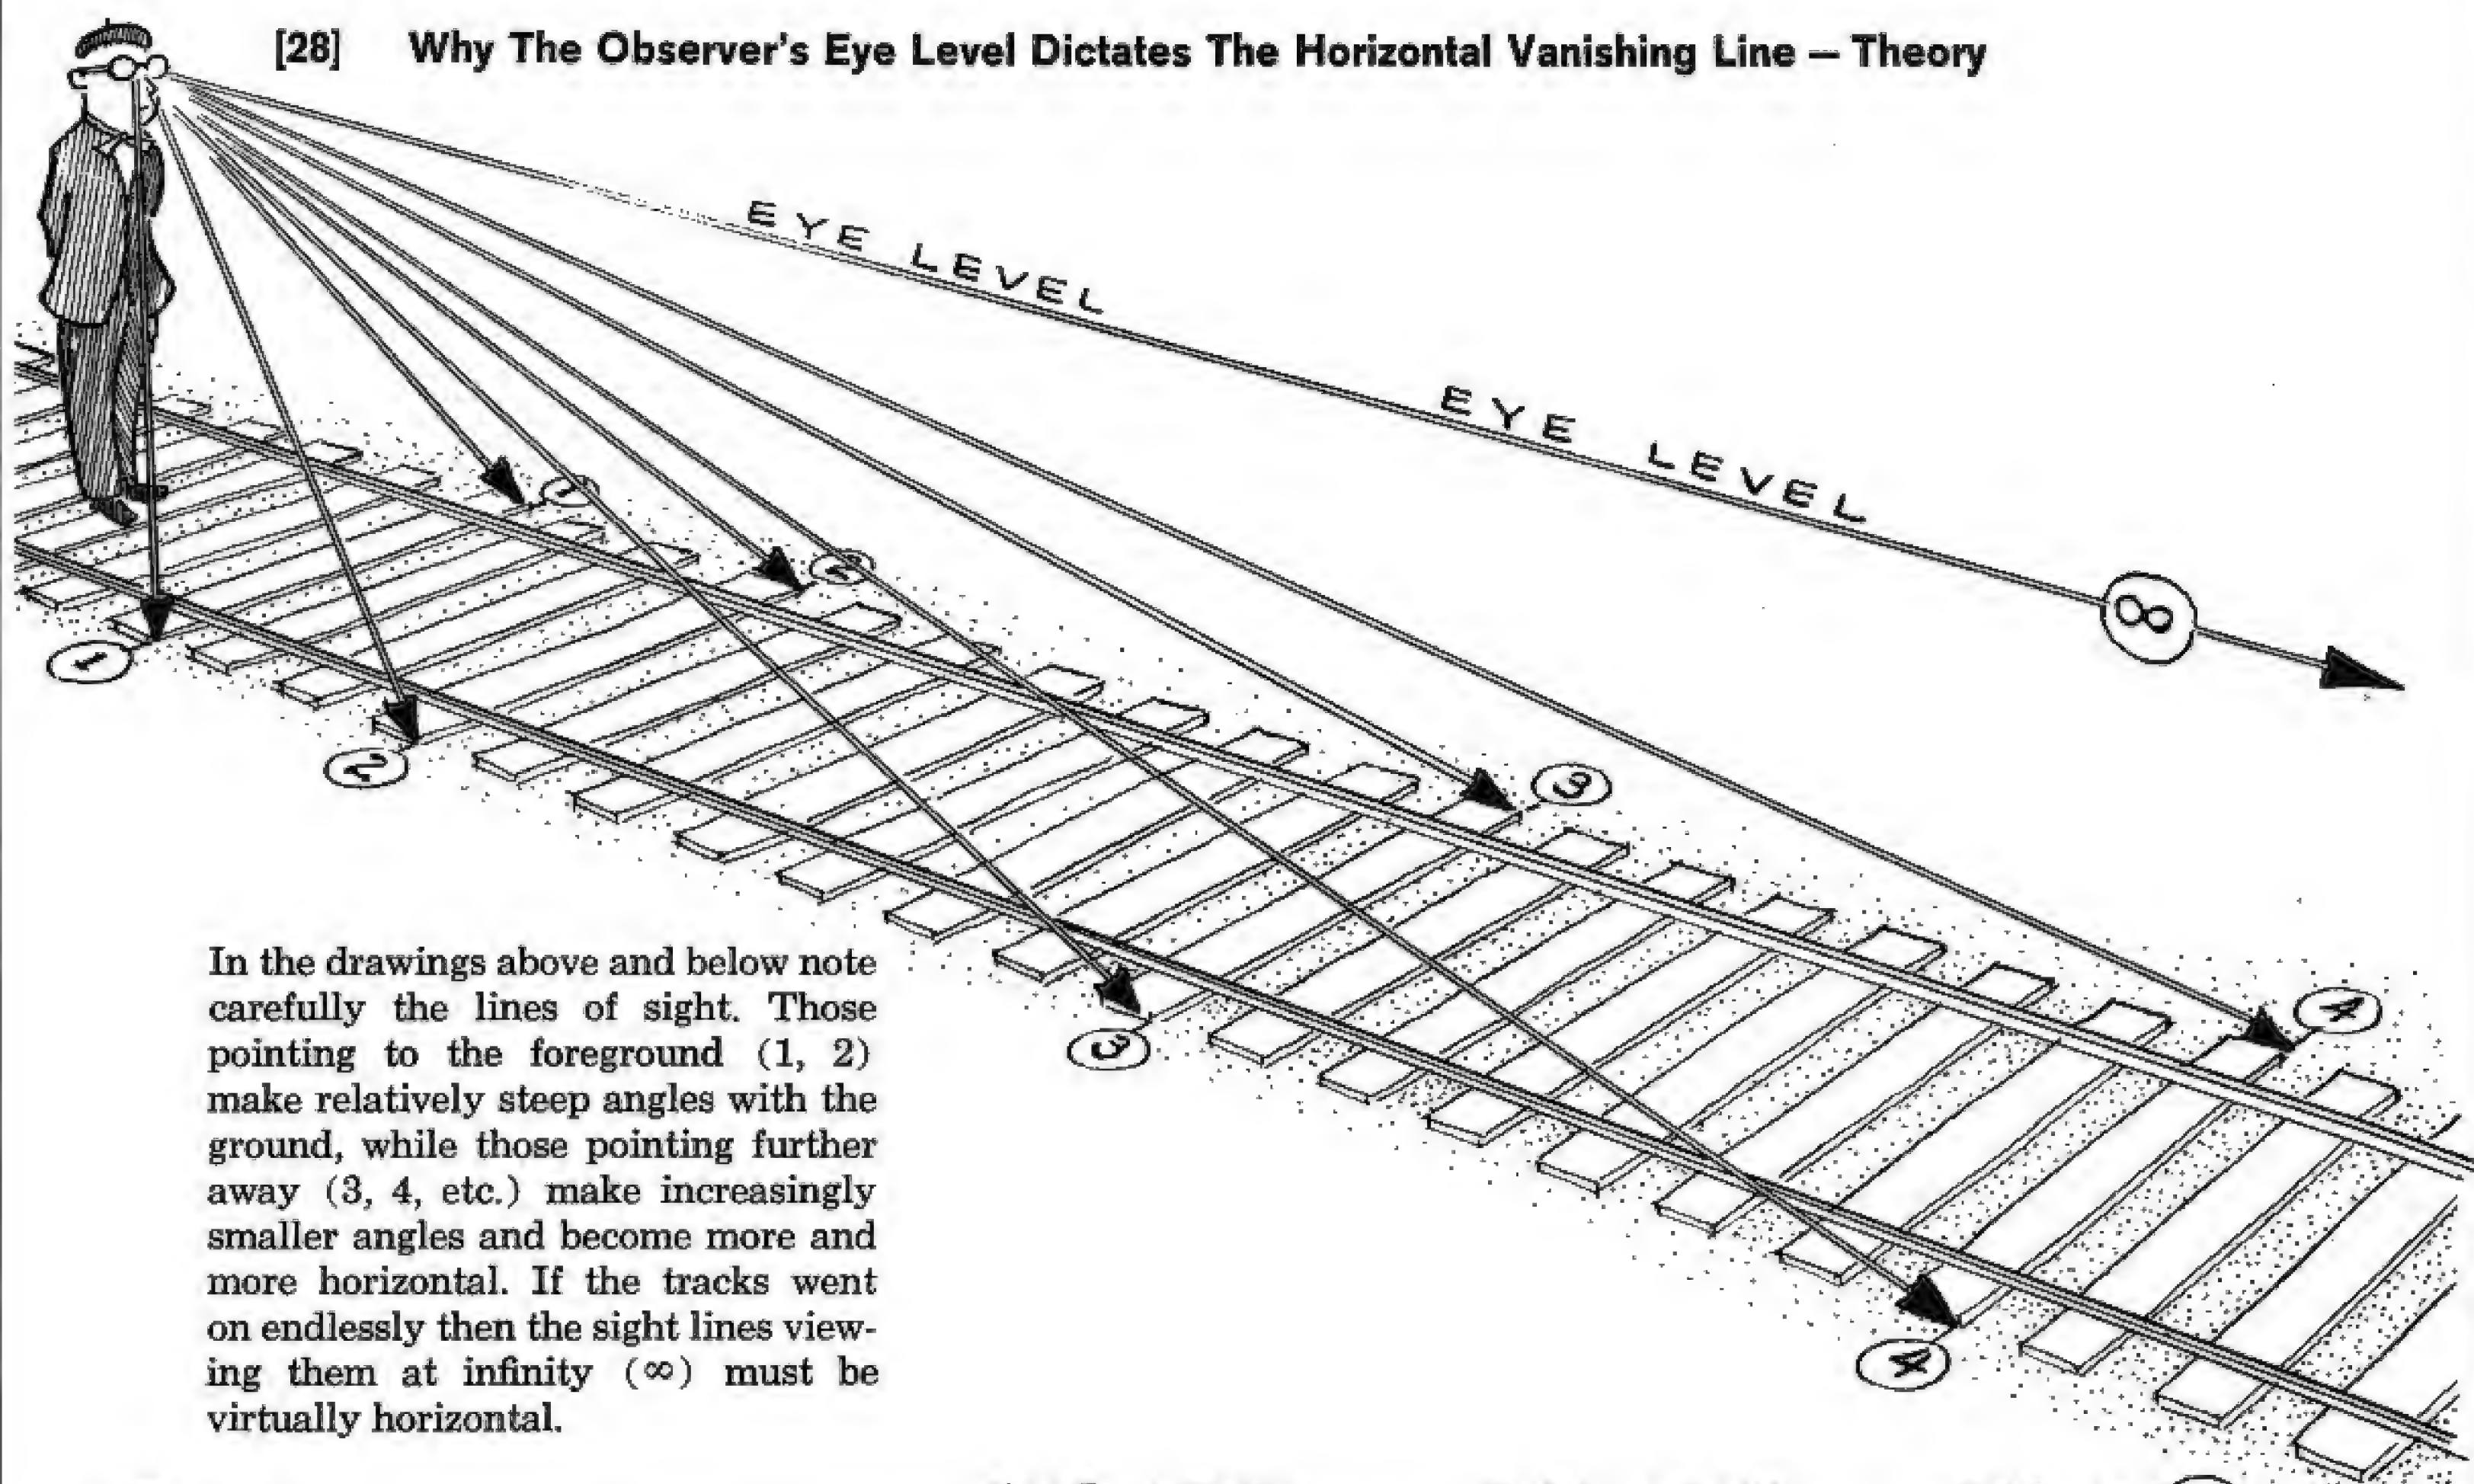 [28] Why The Observer's Eye Level Dictates The Horizontal Vanishing Line — Theory
EYE LEVEL
EYE LEVEL
∞
1
2
1
2
3
3
4
4
In the drawings above and below note
carefully the lines of sight. Those
pointing to the foreground (1, 2)
make relatively steep angles with the
ground, while those pointing further
away (3, 4, etc.) make increasingly
smaller angles and become more and
more horizontal. If the tracks went
on endlessly then the sight lines view-
ing them at infinity (∞) must be
virtually horizontal.